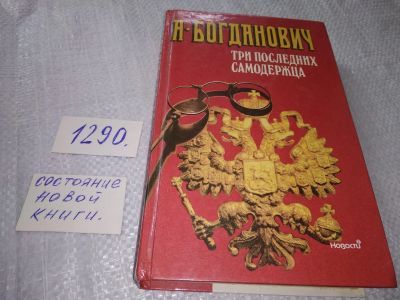 А·БОГДАНОВИЧ
ТРИ ПОСЛЕДНИХ
САМОДЕРЖЦА
1290.
состояние
новой
книги.
Новости